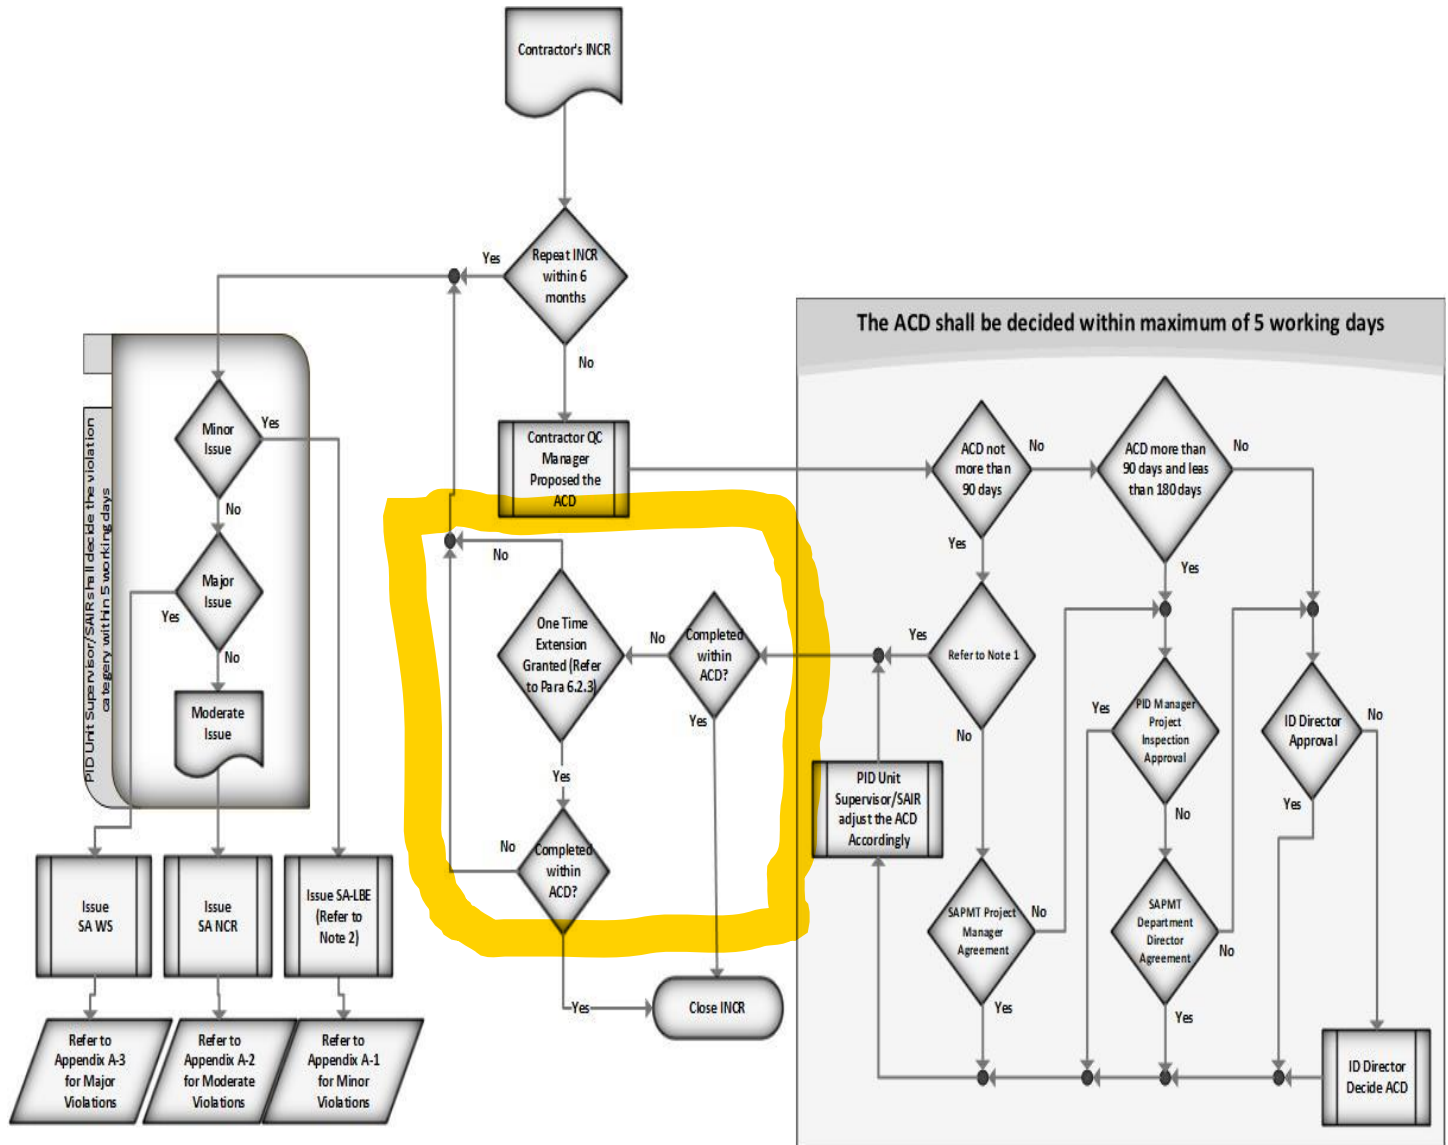 Contractor's INCR
Repeat INCR
within 6
months
Yes
No
The ACD shall be decided within maximum of 5 working days
PID Unit Supervisor/SAIR shall decide the violation
category within 5 working days
Minor
Issue
Yes
No
Major
Issue
Yes
No
Moderate
Issue
Issue
SA WS
Issue
SA NCR
Issue SA-LBE
(Refer to
Note 2)
Refer to
Appendix A-3
for Major
Violations
Refer to
Appendix A-2
for Moderate
Violations
Refer to
Appendix A-1
for Minor
Violations
Contractor QC
Manager
Proposed the
ACD
No
One Time
Extension
Granted (Refer
to Para 6.2.3)
No
Completed
within
ACD?
Yes
Yes
No
Completed
within
ACD?
Yes
Close INCR
ACD not
more than
90 days
No
Yes
ACD more than
90 days and leas
than 180 days
No
Yes
Yes
Refer to Note 1
No
PID Unit
Supervisor/SAIR
adjust the ACD
Accordingly
SAPMT Project
Manager
Agreement
No
Yes
Yes
PID Manager
Project
Inspection
Approval
No
SAPMT
Department
Director
Agreement
No
Yes
ID Director
Approval
No
Yes
ID Director
Decide ACD